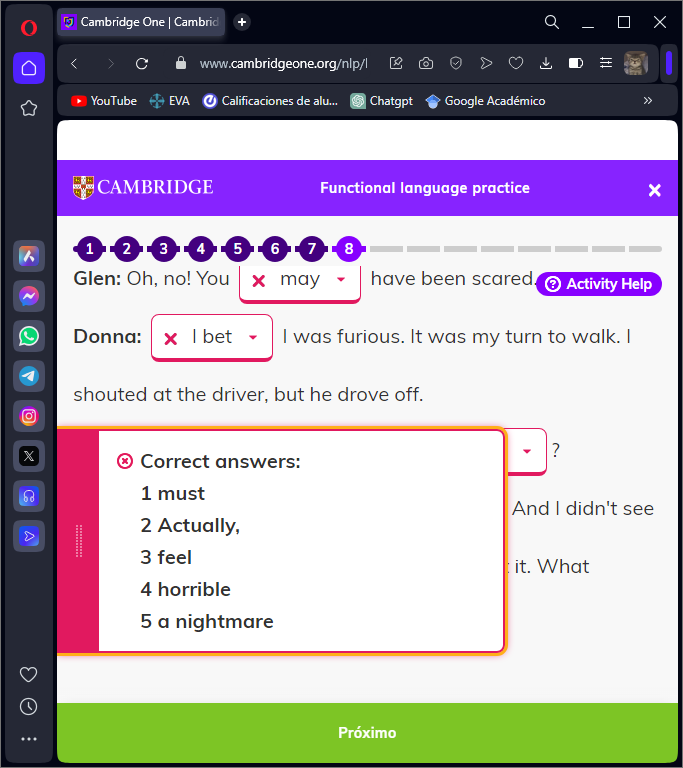 Cambridge One | Cambrid
www.cambridgeone.org/nlp/l
YouTube EVA Calificaciones de alu... Chatgpt Google Académico »
CAMBRIDGE Functional language practice
1 2 3 4 5 6 7 8
Glen: Oh, no! You may have been scared.
Activity Help
Donna: I bet I was furious. It was my turn to walk. I
shouted at the driver, but he drove off.
?
Correct answers:
1 must
2 Actually,
3 feel
4 horrible
5 a nightmare
And I didn't see
it. What
Próximo